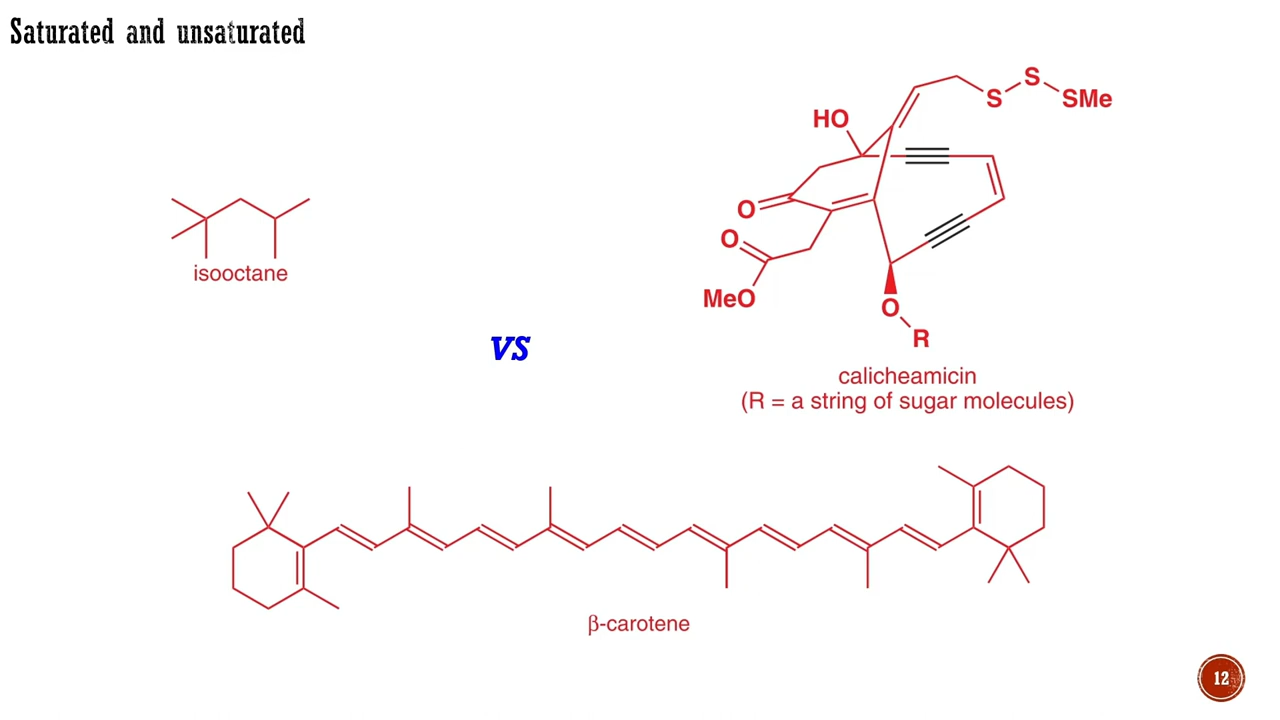 Saturated and unsaturated
S
S
SMe
HO
O
O
MeO
O
R
isooctane
vs
calicheamicin
(R = a string of sugar molecules)
β-carotene
12